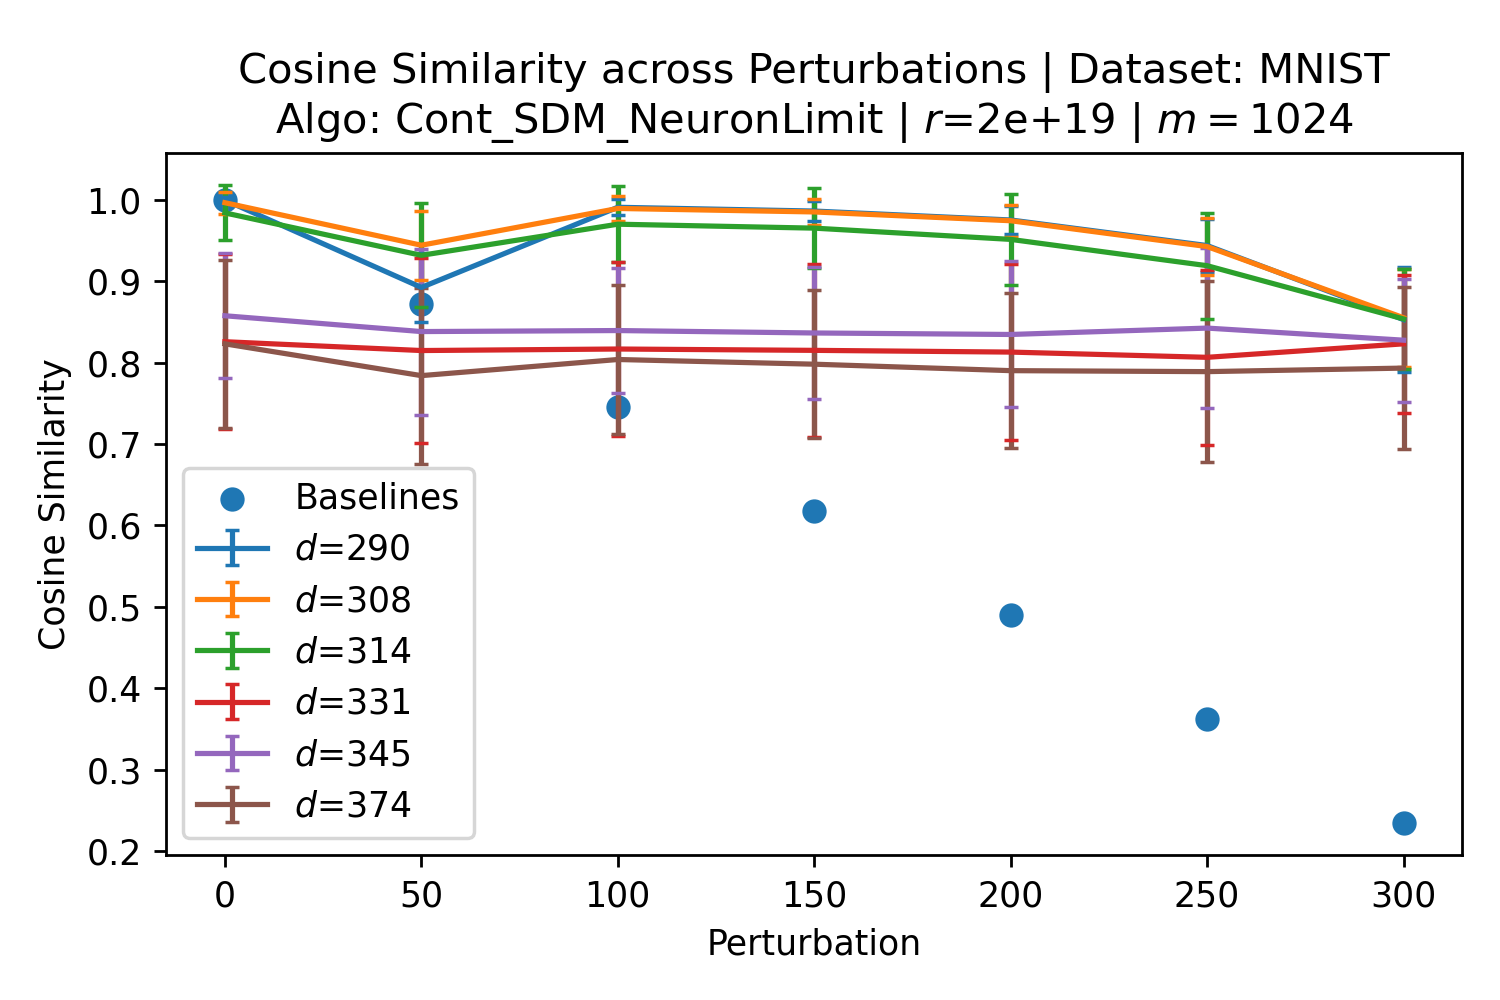 Cosine Similarity across Perturbations | Dataset: MNIST
Algo: Cont_SDM_NeuronLimit | r=2e+19 | m = 1024
Cosine Similarity
1.0
0.9
0.8
0.7
0.6
0.5
0.4
0.3
0.2
Baselines
d=290
d=308
d=314
d=331
d=345
d=374
0 50 100 150 200 250 300
Perturbation